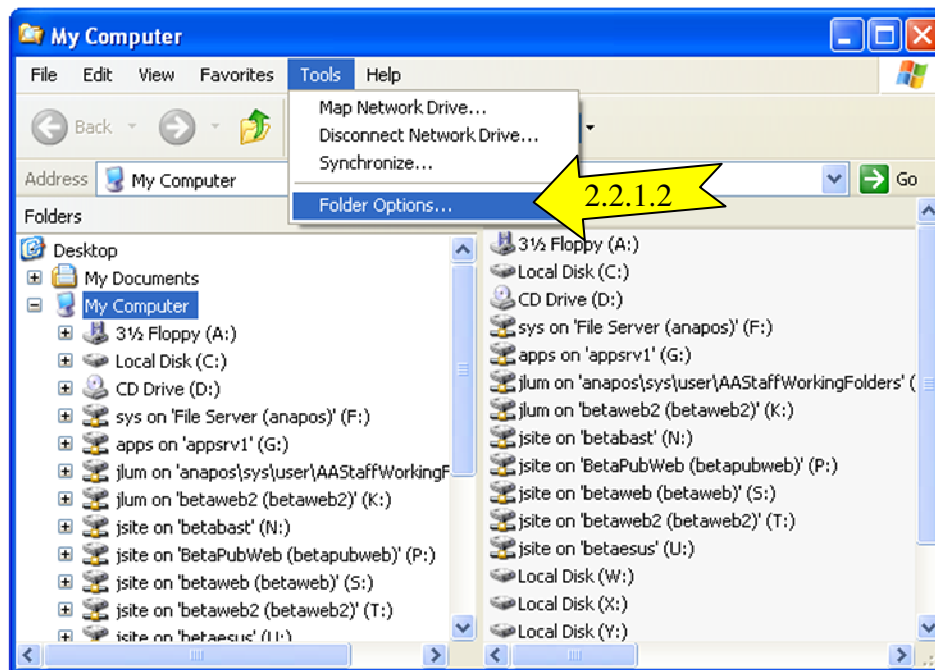 My Computer
File Edit View Favorites Tools Help
Map Network Drive...
Back
Disconnect Network Drive...
Synchronize...
Address My Computer
Go
Folder Options...
2.2.1.2
Folders
Desktop
My Documents
My Computer
3½ Floppy (A:)
Local Disk (C:)
CD Drive (D:)
sys on 'File Server (anapos)' (F:)
apps on 'appsrv1' (G:)
jlum on 'anapos\sys\user\AAStaffWorkingF
jlum on 'betaweb2 (betaweb2)' (K:)
jsite on 'betabast' (N:)
jsite on 'BetaPubWeb (betapubweb)' (P:)
jsite on 'betaweb (betaweb)' (S:)
jsite on 'betaweb2 (betaweb2)' (T:)
jsite on 'betaesus' (U:)
3½ Floppy (A:)
Local Disk (C:)
CD Drive (D:)
sys on 'File Server (anapos)' (F:)
apps on 'appsrv1' (G:)
jlum on 'anapos\sys\user\AAStaffWorkingFolders' (
jlum on 'betaweb2 (betaweb2)' (K:)
jsite on 'betabast' (N:)
jsite on 'BetaPubWeb (betapubweb)' (P:)
jsite on 'betaweb (betaweb)' (S:)
jsite on 'betaweb2 (betaweb2)' (T:)
jsite on 'betaesus' (U:)
Local Disk (W:)
Local Disk (X:)
Local Disk (Y:)